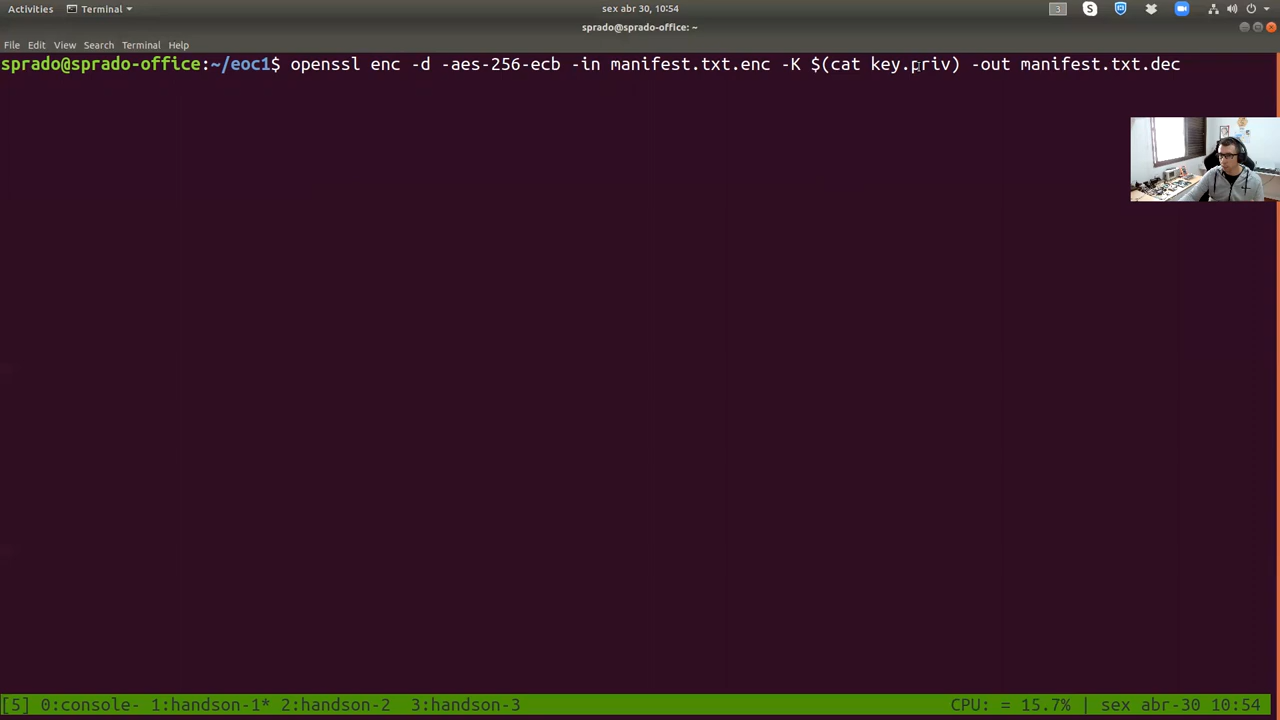 Activities Terminal sex abr 30, 10:54 3
sprado@sprado-office: ~
File Edit View Search Terminal Help
sprado@sprado-office:~/eoc1$ openssl enc -d -aes-256-ecb -in manifest.txt.enc -K $(cat key.priv) -out manifest.txt.dec
[5] 0:console- 1:handson-1* 2:handson-2  3:handson-3 CPU: = 15.7% | sex abr-30 10:54